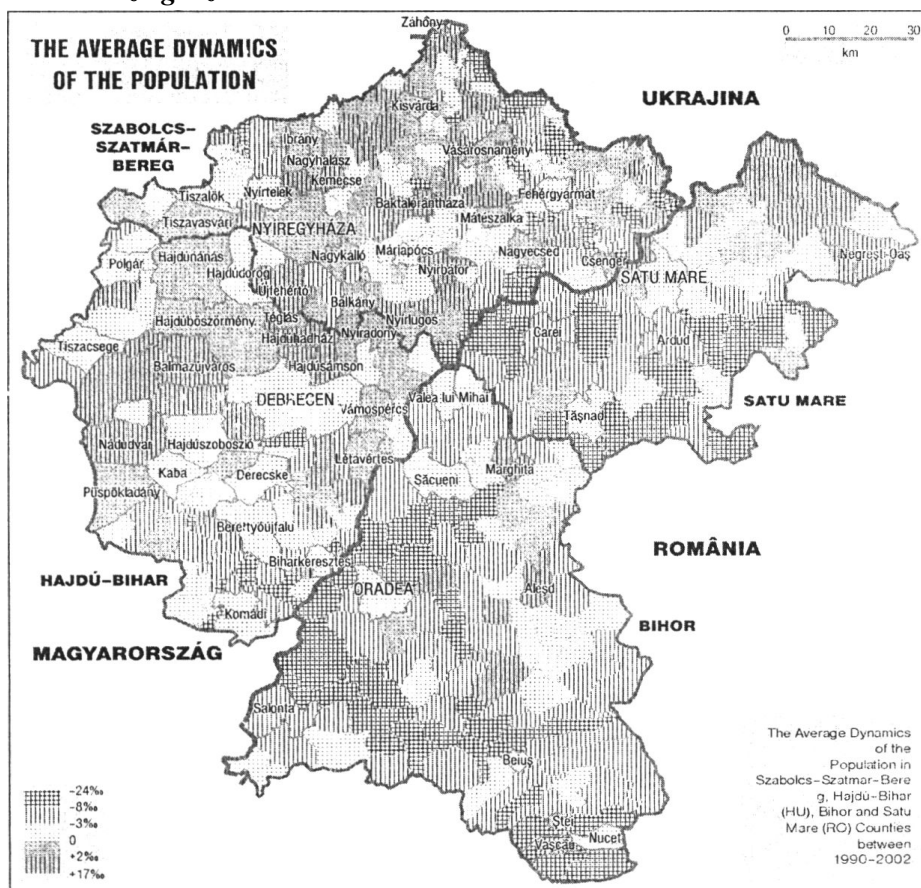 THE AVERAGE DYNAMICS
OF THE POPULATION
Záhony
0 10 20 30
km
UKRAJINA
SZABOLCS-
SZATMÁR-
BEREG
Kisvárda
Ibrány
Nagyhalász
Kemecse
Vásárosnamény
Tiszalök
Nyírtelek
Fehérgyarmat
Baktalórántháza
Tiszavasvári
Mátészalka
NYIREGYHÁZA
Polgár
Hajdúnánás
Nagykálló
Máriapócs
Nagyecsed
Csenger
Negrești-Oaș
Hajdúdorog
Nyírbátor
SATU MARE
Újfehértó
Balkány
Téglás
Nyírlugos
Hajdúböszörmény
Hajdúhadház
Nyíradony
Carei
Ardud
Tiszacsege
Balmazújváros
Hajdúsámson
DEBRECEN
Valea lui Mihai
SATU MARE
Vámospércs
Tășnad
Nádudvar
Hajdúszoboszló
Létavértes
Marghita
Kaba
Derecske
Săcueni
Püspökladány
Berettyóújfalu
ROMÂNIA
Biharkeresztes
HAJDÚ-BIHAR
ORADEA
Aleșd
Komádi
BIHOR
MAGYARORSZÁG
Salonta
Beiuș
Ștei
Nucet
Vașcău
-24‰
-8‰
-3‰
0
+2‰
+17‰
The Average Dynamics
of the
Population in
Szabolcs-Szatmar-Bere
g, Hajdú-Bihar
(HU), Bihor and Satu
Mare (RO) Counties
between
1990-2002